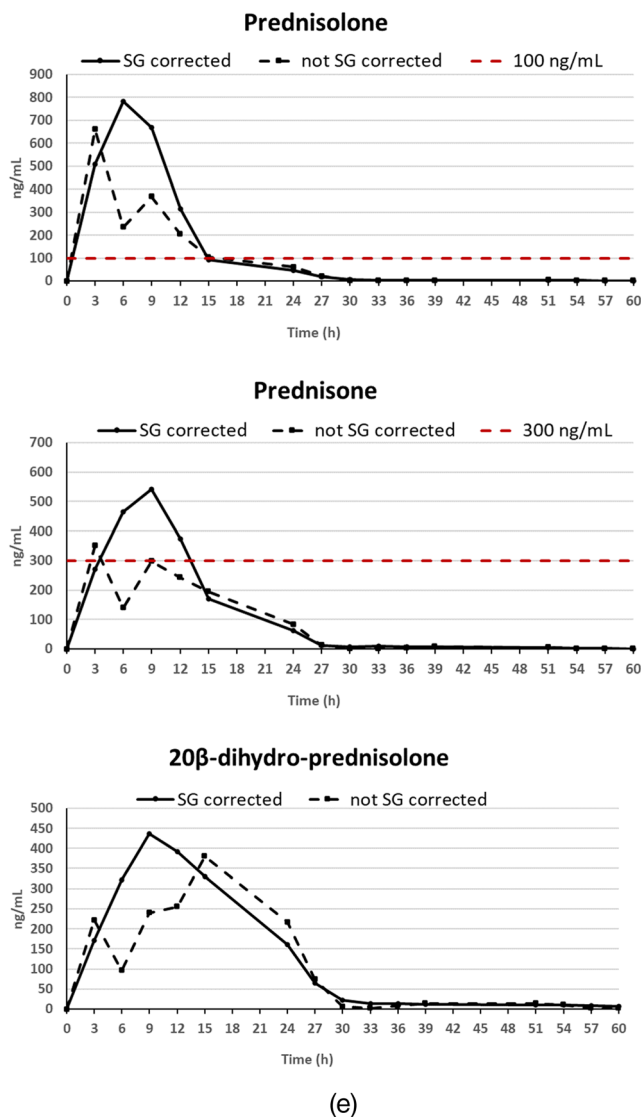 Prednisolone
SG corrected not SG corrected 100 ng/mL
900
800
700
600
500
400
300
200
100
0
ng/mL
0 3 6 9 12 15 18 21 24 27 30 33 36 39 42 45 48 51 54 57 60
Time (h)
Prednisone
SG corrected not SG corrected 300 ng/mL
700
600
500
400
300
200
100
0
ng/mL
0 3 6 9 12 15 18 21 24 27 30 33 36 39 42 45 48 51 54 57 60
Time (h)
20β-dihydro-prednisolone
SG corrected not SG corrected
500
450
400
350
300
250
200
150
100
50
0
ng/mL
0 3 6 9 12 15 18 21 24 27 30 33 36 39 42 45 48 51 54 57 60
Time (h)
(e)